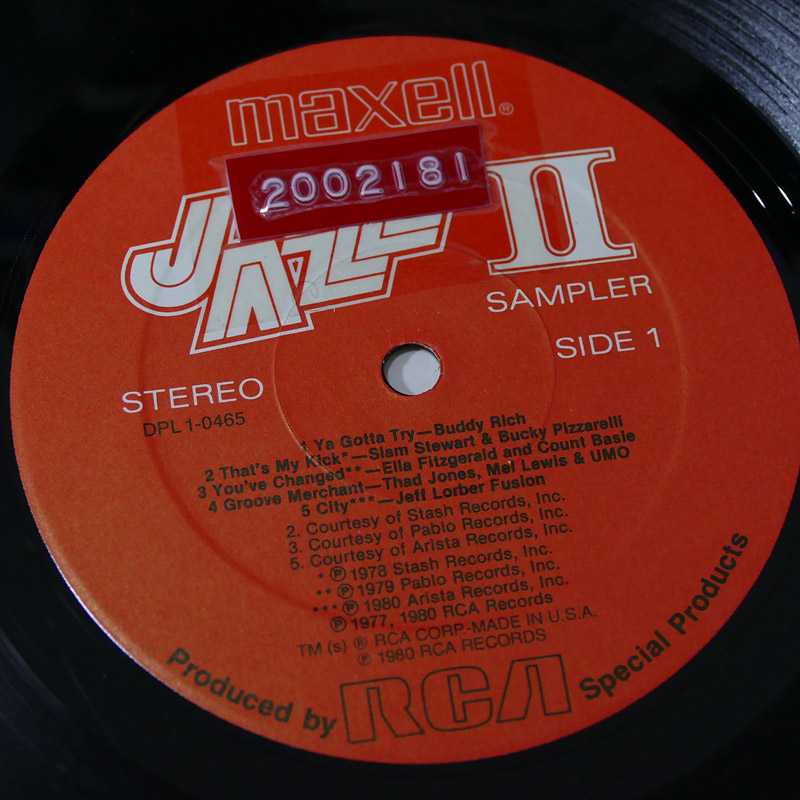 maxell®
2002181
JAZZ II
SAMPLER
SIDE 1
STEREO
DPL 1-0465
1 Ya Gotta Try—Buddy Rich
2 That's My Kick*—Slam Stewart & Bucky Pizzarelli
3 You've Changed**—Ella Fitzgerald and Count Basie
4 Groove Merchant—Thad Jones, Mel Lewis & UMO
5 City***—Jeff Lorber Fusion
2. Courtesy of Stash Records, Inc.
3. Courtesy of Pablo Records, Inc.
5. Courtesy of Arista Records, Inc.
* ℗ 1978 Stash Records, Inc.
** ℗ 1979 Pablo Records, Inc.
*** ℗ 1980 Arista Records, Inc.
℗ 1977, 1980 RCA Records
TM (s) ® RCA CORP-MADE IN U.S.A.
℗ 1980 RCA RECORDS
Produced by RCA Special Products